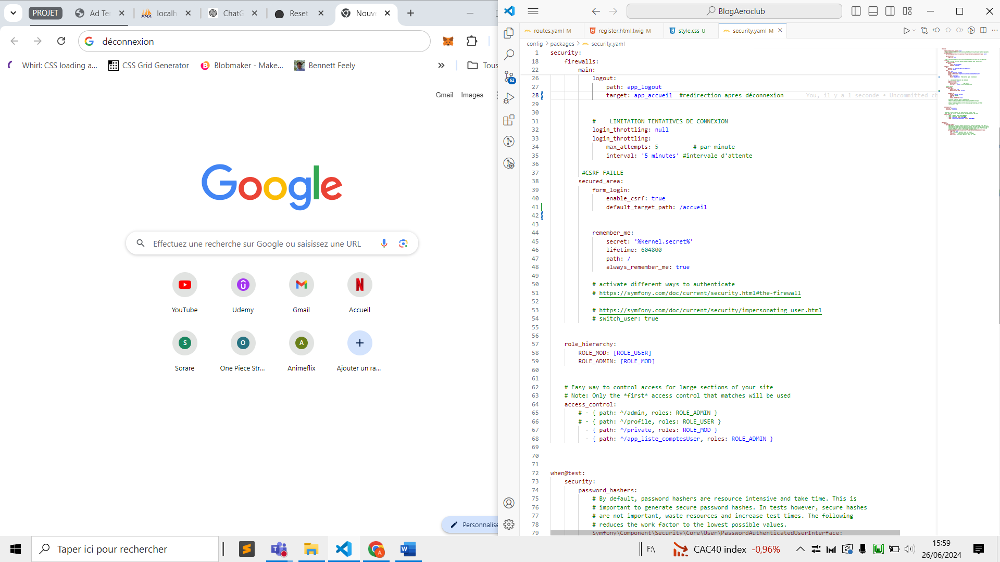 PROJET
Ad Ter
localh
ChatG
Reset
Nouv
déconnexion
Whirl: CSS loading a...
CSS Grid Generator
Blobmaker - Make...
Bennett Feely
Tous
Gmail
Images
Google
Effectuez une recherche sur Google ou saisissez une URL
YouTube
Udemy
Gmail
Accueil
Sorare
One Piece Str...
Animeflix
Ajouter un ra...
Personnalise
BlogAeroclub
routes.yaml M
register.html.twig M
style.css U
security.yaml M
config > packages > security.yaml
1 security:
18 firewalls:
22 main:
26 logout:
27 path: app_logout
28 target: app_accueil #redirection apres déconnexion You, il y a 1 seconde • Uncommitted ch
29
30
31 # LIMITATION TENTATIVES DE CONNEXION
32 login_throttling: null
33 login_throttling:
34 max_attempts: 5 # par minute
35 interval: '5 minutes' #intervale d'attente
36
37 #CSRF FAILLE
38 secured_area:
39 form_login:
40 enable_csrf: true
41 default_target_path: /accueil
42
43
44 remember_me:
45 secret: '%kernel.secret%'
46 lifetime: 604800
47 path: /
48 always_remember_me: true
49
50 # activate different ways to authenticate
51 # https://symfony.com/doc/current/security.html#the-firewall
52
53 # https://symfony.com/doc/current/security/impersonating_user.html
54 # switch_user: true
55
56
57 role_hierarchy:
58 ROLE_MOD: [ROLE_USER]
59 ROLE_ADMIN: [ROLE_MOD]
60
61
62 # Easy way to control access for large sections of your site
63 # Note: Only the *first* access control that matches will be used
64 access_control:
65 # - { path: ^/admin, roles: ROLE_ADMIN }
66 # - { path: ^/profile, roles: ROLE_USER }
67 - { path: ^/private, roles: ROLE_MOD }
68 - { path: ^/app_liste_comptesUser, roles: ROLE_ADMIN }
69
70
71
72 when@test:
73 security:
74 password_hashers:
75 # By default, password hashers are resource intensive and take time. This is
76 # important to generate secure password hashes. In tests however, secure hashes
77 # are not important, waste resources and increase test times. The following
78 # reduces the work factor to the lowest possible values.
79 Symfony\Component\Security\Core\User\PasswordAuthenticatedUserInterface:
62
Taper ici pour rechercher
F:\
CAC40 index -0,96%
15:59
26/06/2024